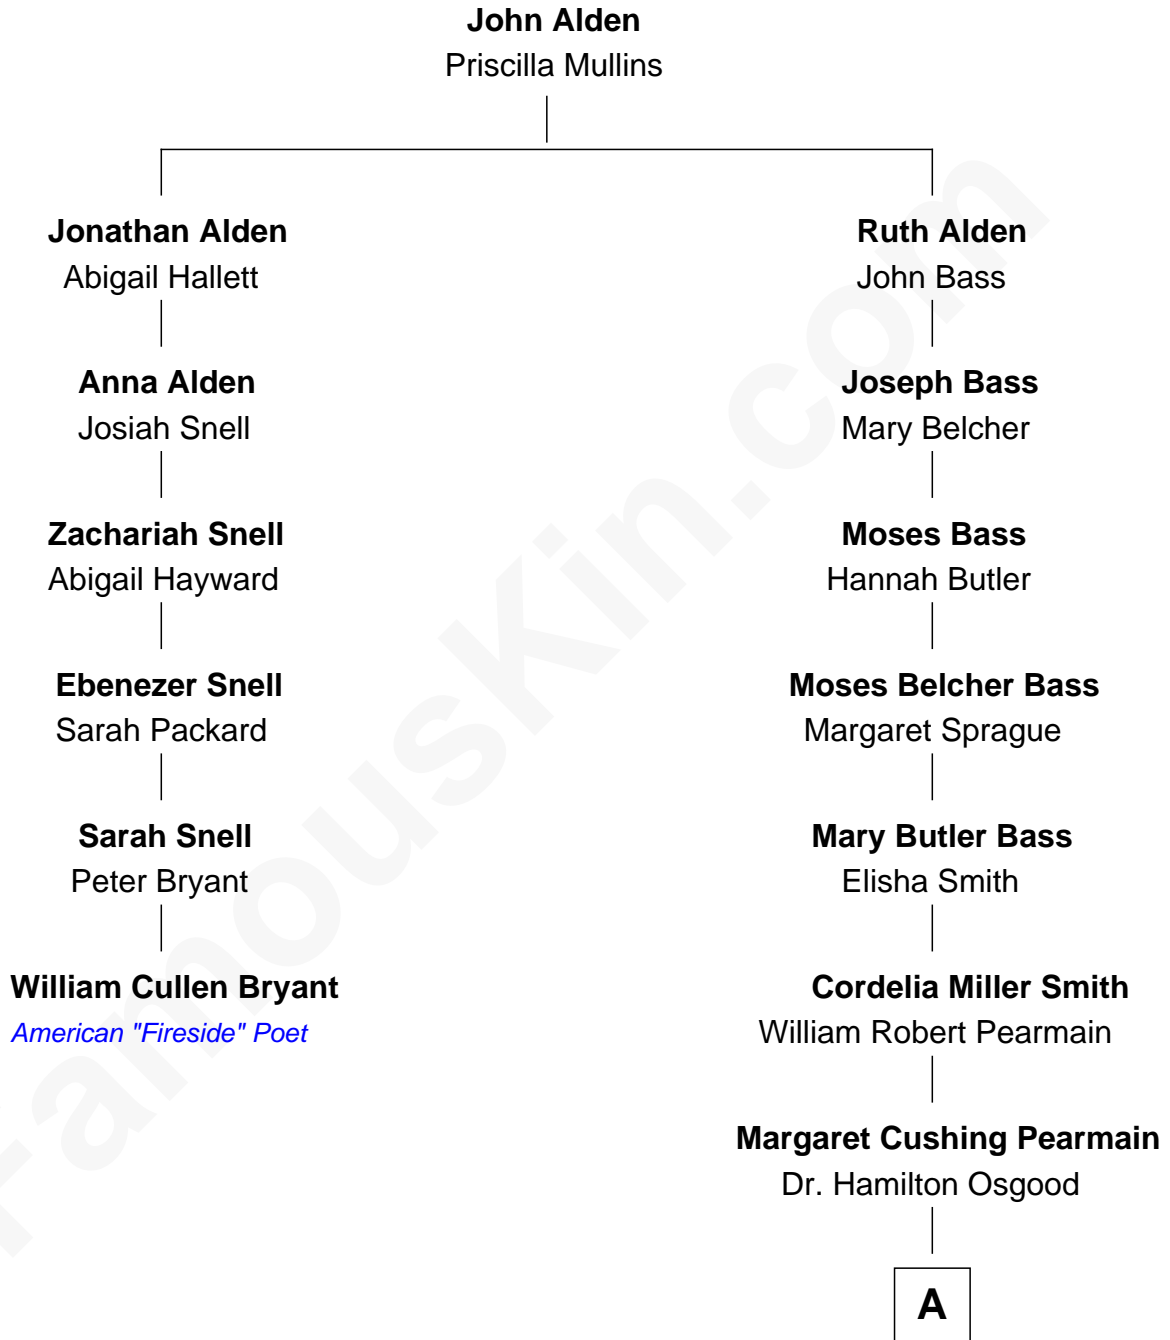 John Alden
Priscilla Mullins
Jonathan Alden
Abigail Hallett
Anna Alden
Josiah Snell
Zachariah Snell
Abigail Hayward
Ebenezer Snell
Sarah Packard
Sarah Snell
Peter Bryant
William Cullen Bryant
American "Fireside" Poet
Ruth Alden
John Bass
Joseph Bass
Mary Belcher
Moses Bass
Hannah Butler
Moses Belcher Bass
Margaret Sprague
Mary Butler Bass
Elisha Smith
Cordelia Miller Smith
William Robert Pearmain
Margaret Cushing Pearmain
Dr. Hamilton Osgood
A
FamousKin.com